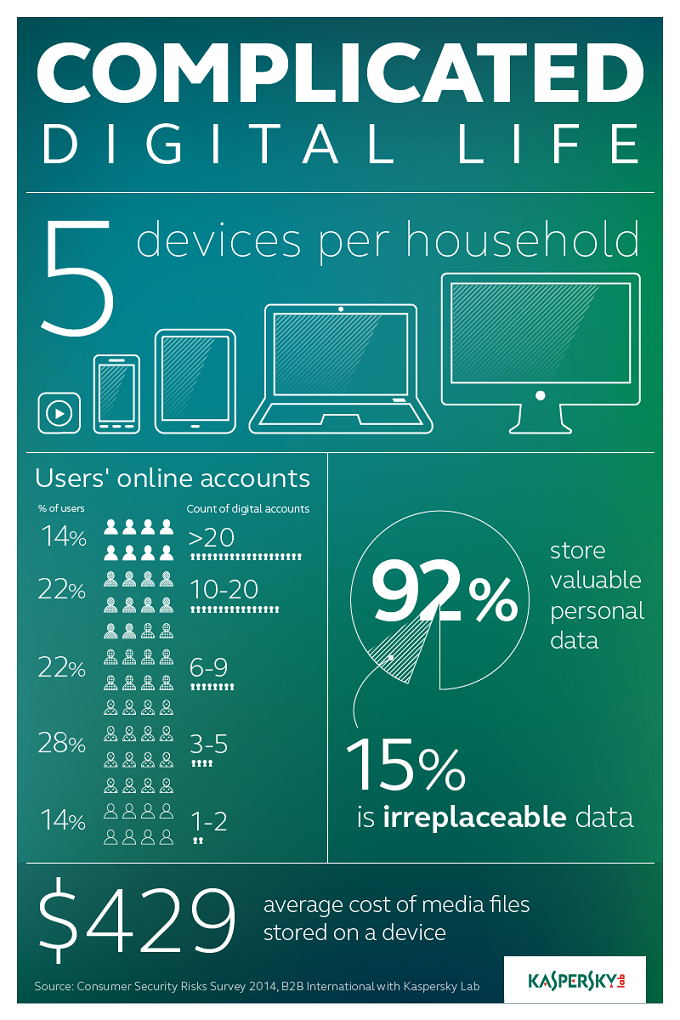 COMPLICATED
DIGITAL LIFE
5 devices per household
Users' online accounts
% of users
Count of digital accounts
14%
>20
22%
10-20
22%
6-9
28%
3-5
14%
1-2
92%
store
valuable
personal
data
15%
is irreplaceable data
$429
average cost of media files
stored on a device
Source: Consumer Security Risks Survey 2014, B2B International with Kaspersky Lab
KASPERSKY lab